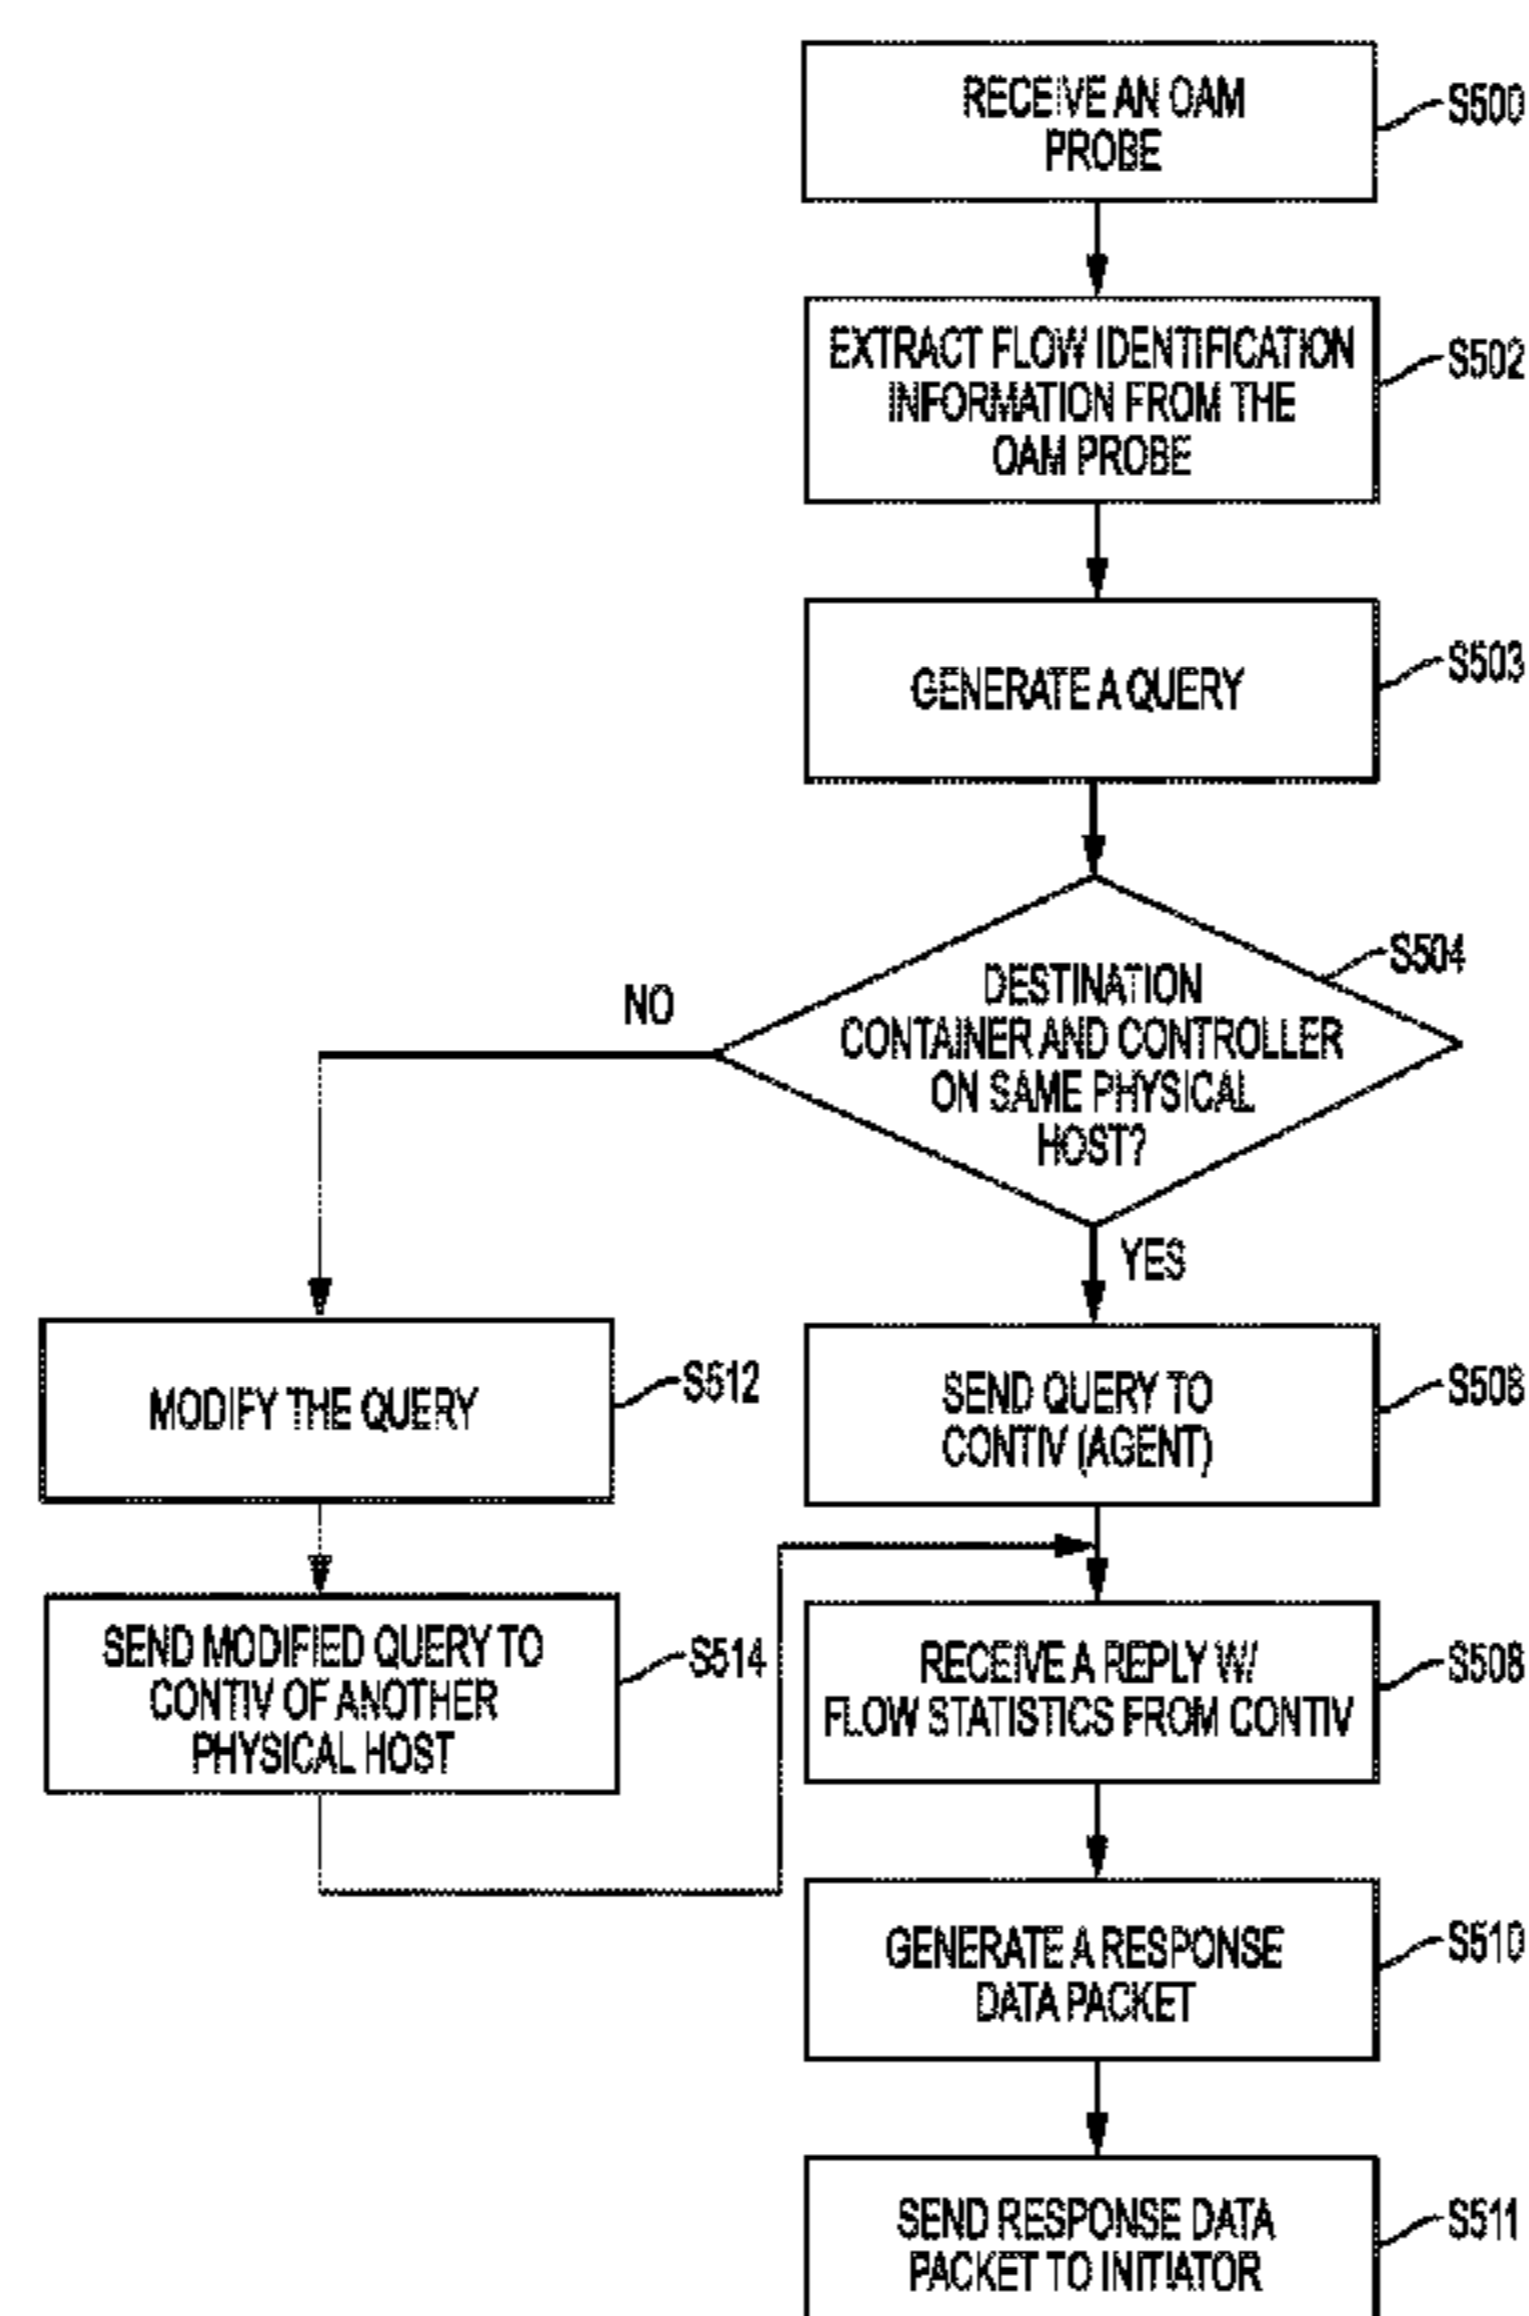 RECEIVE AN OAM
PROBE
S500
EXTRACT FLOW IDENTIFICATION
INFORMATION FROM THE
OAM PROBE
S502
GENERATE A QUERY
S503
DESTINATION
CONTAINER AND CONTROLLER
ON SAME PHYSICAL
HOST?
S504
NO
YES
MODIFY THE QUERY
S512
SEND QUERY TO
CONTIV (AGENT)
S508
SEND MODIFIED QUERY TO
CONTIV OF ANOTHER
PHYSICAL HOST
S514
RECEIVE A REPLY W/
FLOW STATISTICS FROM CONTIV
S508
GENERATE A RESPONSE
DATA PACKET
S510
SEND RESPONSE DATA
PACKET TO INITIATOR
S511